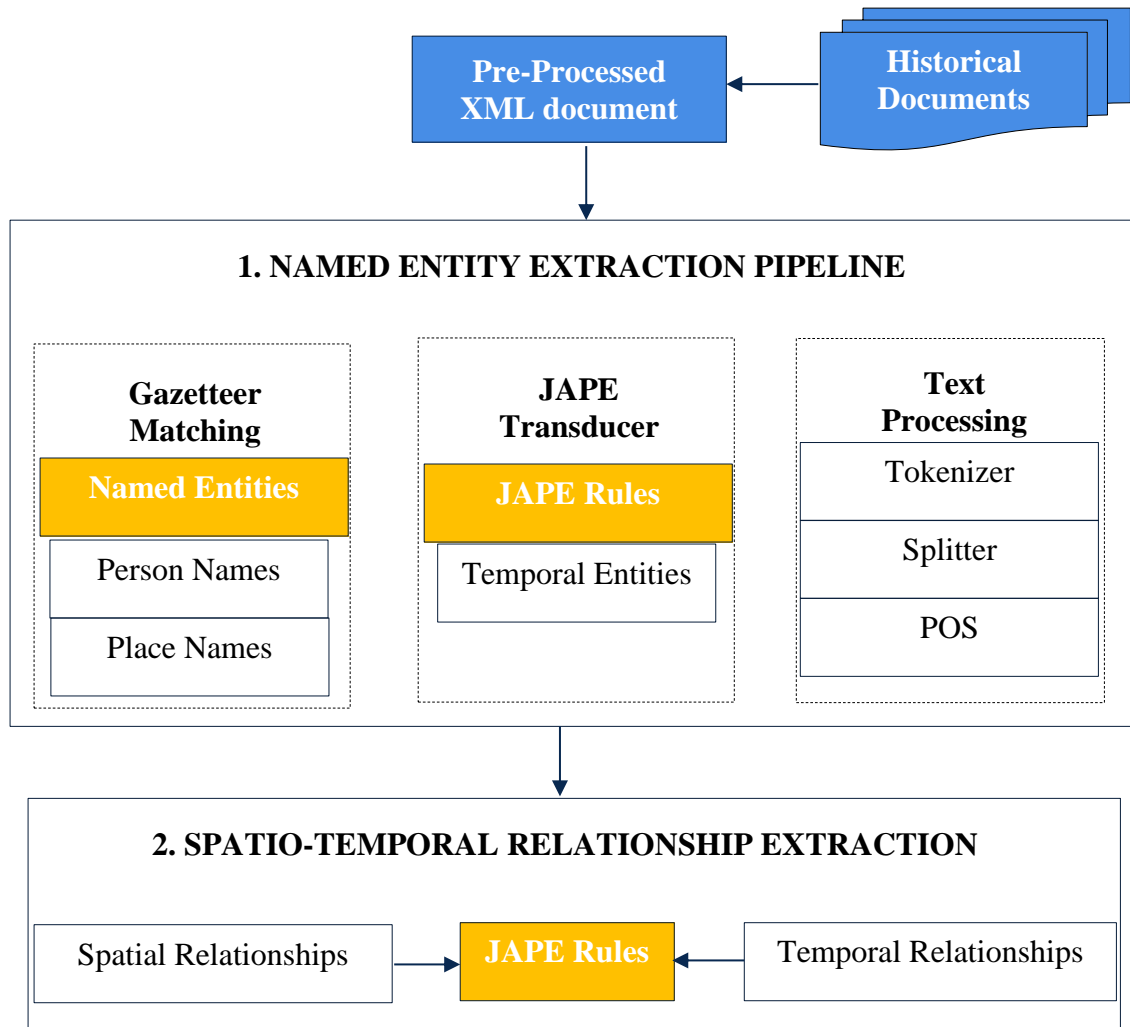 Pre-Processed
XML document
Historical
Documents
1. NAMED ENTITY EXTRACTION PIPELINE
Gazetteer
Matching
Named Entities
Person Names
Place Names
JAPE
Transducer
JAPE Rules
Temporal Entities
Text
Processing
Tokenizer
Splitter
POS
2. SPATIO-TEMPORAL RELATIONSHIP EXTRACTION
Spatial Relationships
JAPE Rules
Temporal Relationships